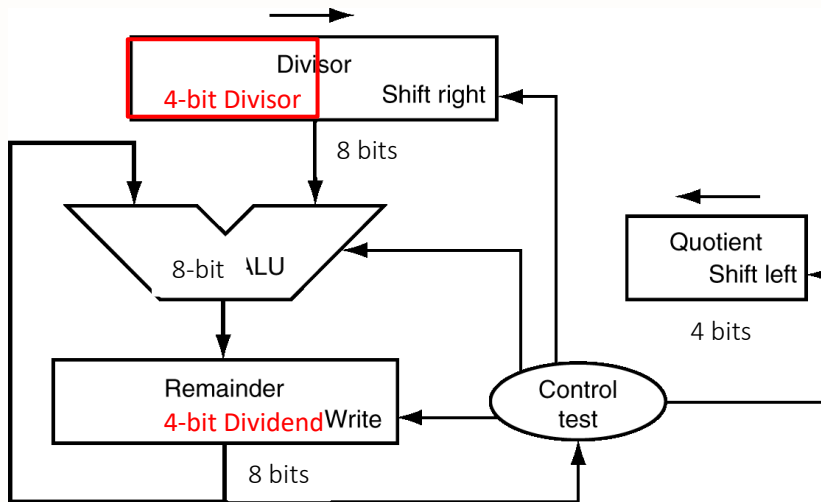 Divisor
4-bit Divisor
Shift right
8 bits
8-bit
ALU
Quotient
Shift left
4 bits
Remainder
4-bit Dividend
Write
Control
test
8 bits